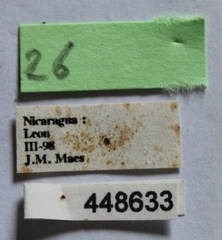 26
Nicaragua :
Leon
III-98
J.M. Maes
448633